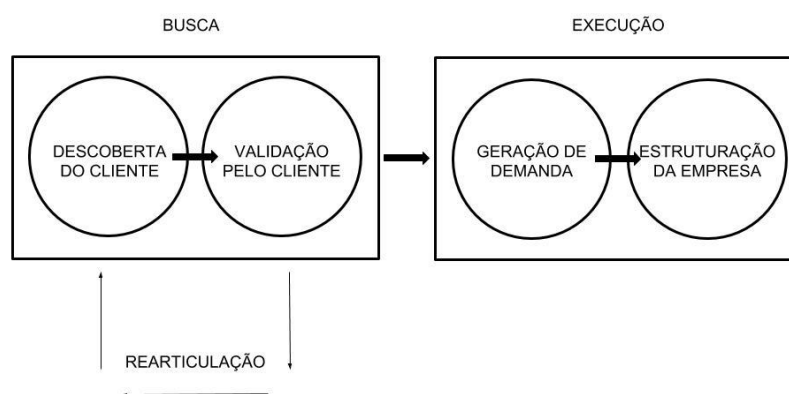 BUSCA
EXECUÇÃO
DESCOBERTA
DO CLIENTE
VALIDAÇÃO
PELO CLIENTE
GERAÇÃO DE
DEMANDA
ESTRUTURAÇÃO
DA EMPRESA
REARTICULAÇÃO